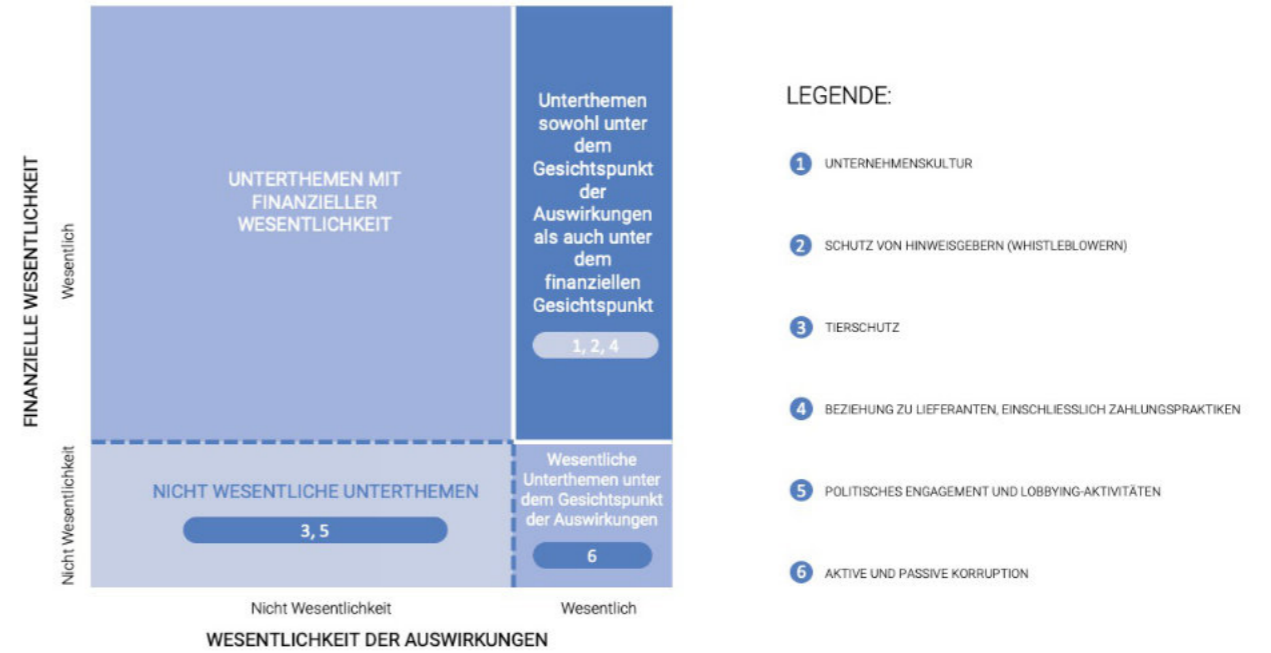 FINANZIELLE WESENTLICHKEIT
Wesentlich
Nicht Wesentlichkeit
UNTERTHEMEN MIT
FINANZIELLER
WESENTLICHKEIT
Unterthemen
sowohl unter
dem
Gesichtspunkt
der
Auswirkungen
als auch unter
dem
finanziellen
Gesichtspunkt
1, 2, 4
NICHT WESENTLICHE UNTERTHEMEN
3, 5
Wesentliche
Unterthemen unter
dem Gesichtspunkt
der Auswirkungen
6
Nicht Wesentlichkeit
Wesentlich
WESENTLICHKEIT DER AUSWIRKUNGEN
LEGENDE:
1 UNTERNEHMENSKULTUR
2 SCHUTZ VON HINWEISGEBERN (WHISTLEBLOWERN)
3 TIERSCHUTZ
4 BEZIEHUNG ZU LIEFERANTEN, EINSCHLIESSLICH ZAHLUNGSPRAKTIKEN
5 POLITISCHES ENGAGEMENT UND LOBBYING-AKTIVITÄTEN
6 AKTIVE UND PASSIVE KORRUPTION